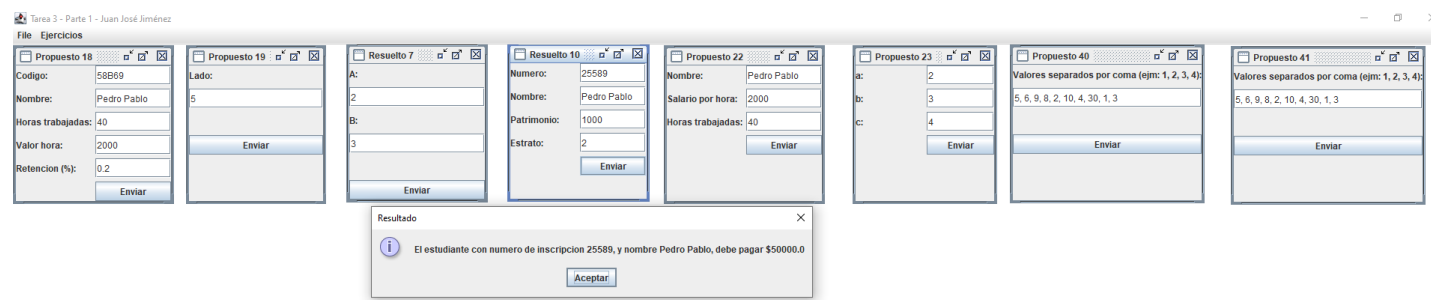 Tarea 3 - Parte 1 - Juan José Jiménez
File Ejercicios
Propuesto 18
Codigo: 58B69
Nombre: Pedro Pablo
Horas trabajadas: 40
Valor hora: 2000
Retencion (%): 0.2
Enviar
Propuesto 19
Lado:
5
Enviar
Resuelto 7
A:
2
B:
3
Enviar
Resuelto 10
Numero: 25589
Nombre: Pedro Pablo
Patrimonio: 1000
Estrato: 2
Enviar
Propuesto 22
Nombre: Pedro Pablo
Salario por hora: 2000
Horas trabajadas: 40
Enviar
Propuesto 23
a: 2
b: 3
c: 4
Enviar
Propuesto 40
Valores separados por coma (ejm: 1, 2, 3, 4):
5, 6, 9, 8, 2, 10, 4, 30, 1, 3
Enviar
Propuesto 41
Valores separados por coma (ejm: 1, 2, 3, 4):
5, 6, 9, 8, 2, 10, 4, 30, 1, 3
Enviar
Resultado
El estudiante con numero de inscripcion 25589, y nombre Pedro Pablo, debe pagar $50000.0
Aceptar